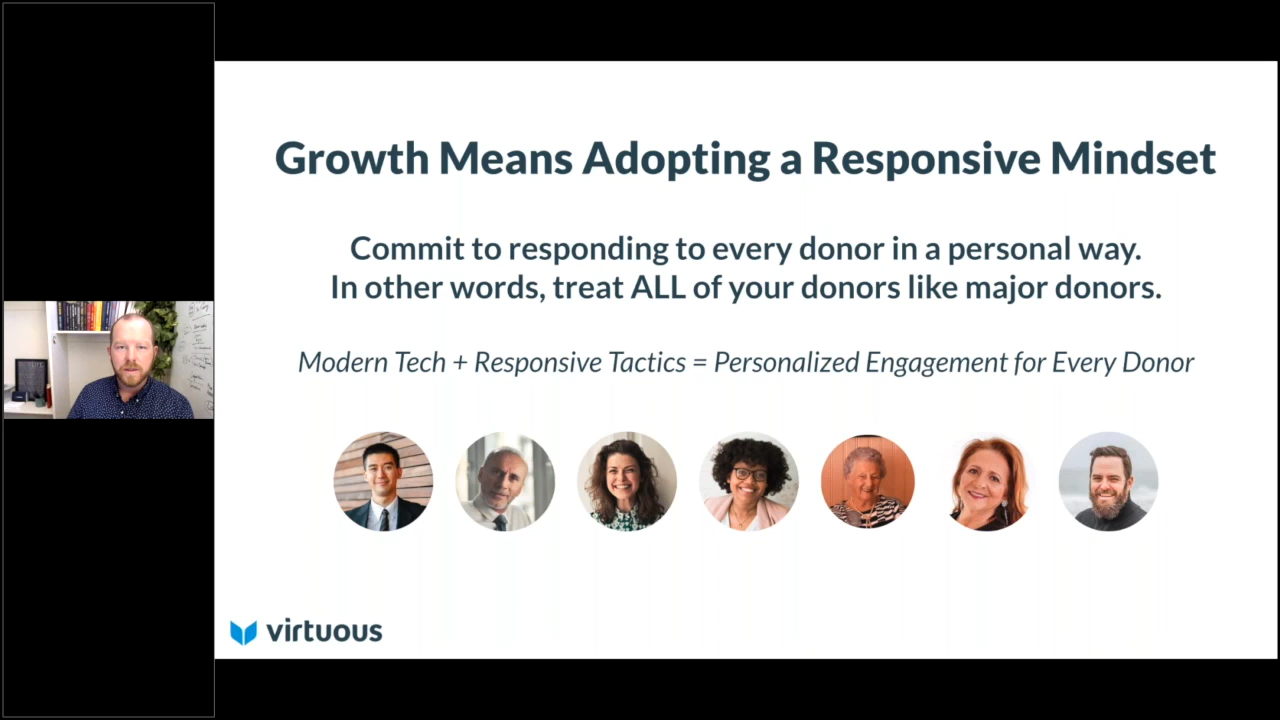 Growth Means Adopting a Responsive Mindset
Commit to responding to every donor in a personal way.
In other words, treat ALL of your donors like major donors.
Modern Tech + Responsive Tactics = Personalized Engagement for Every Donor
virtuous